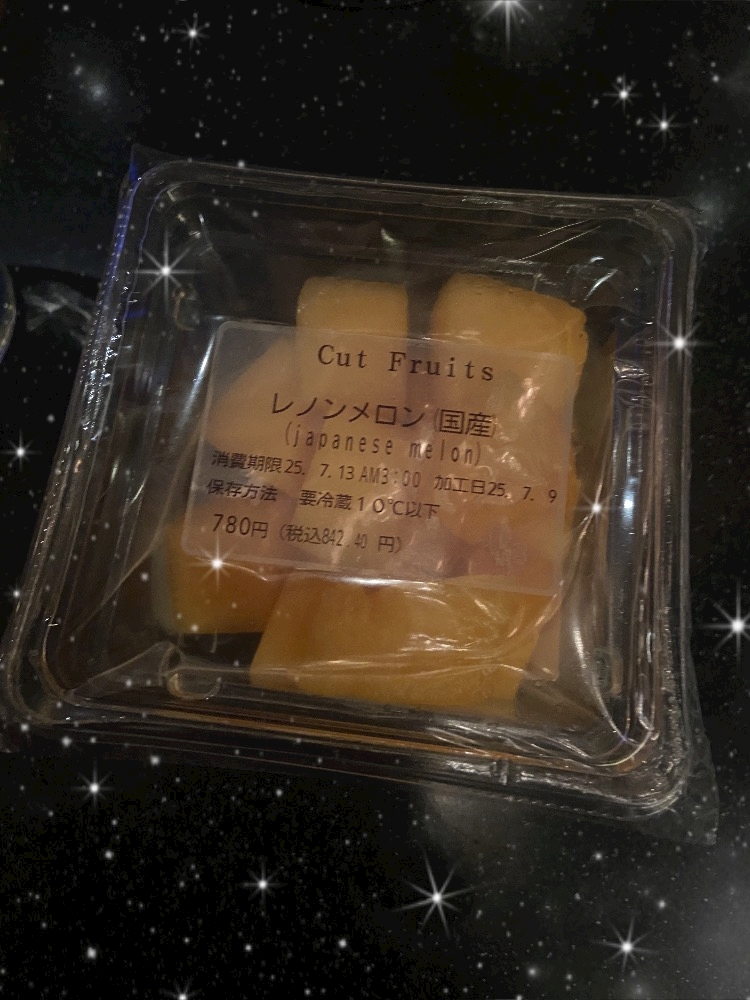 Cut Fruits
レノンメロン(国産)
(japanese melon)
消費期限25. 7.13 AM3:00 加工日25. 7. 9
保存方法 要冷蔵10℃以下
780円 (税込842.40 円)